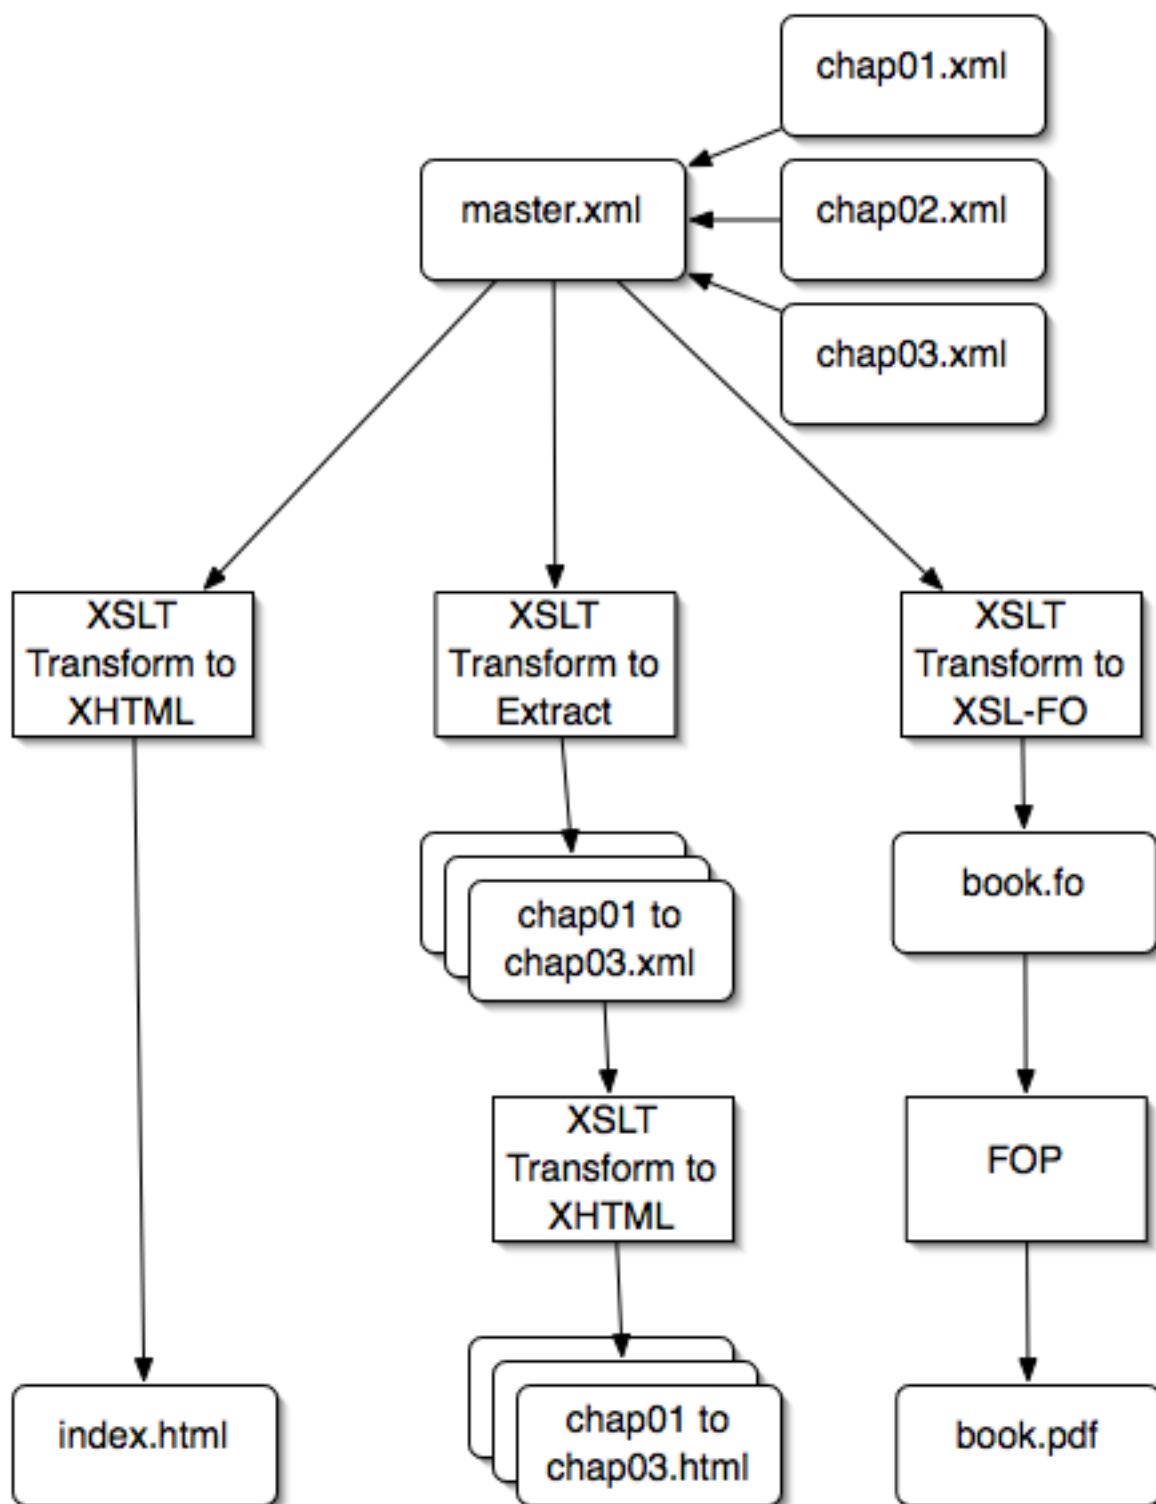 chap01.xml
master.xml
chap02.xml
chap03.xml
XSLT
Transform to
XHTML
XSLT
Transform to
Extract
XSLT
Transform to
XSL-FO
chap01 to
chap03.xml
book.fo
XSLT
Transform to
XHTML
FOP
index.html
chap01 to
chap03.html
book.pdf